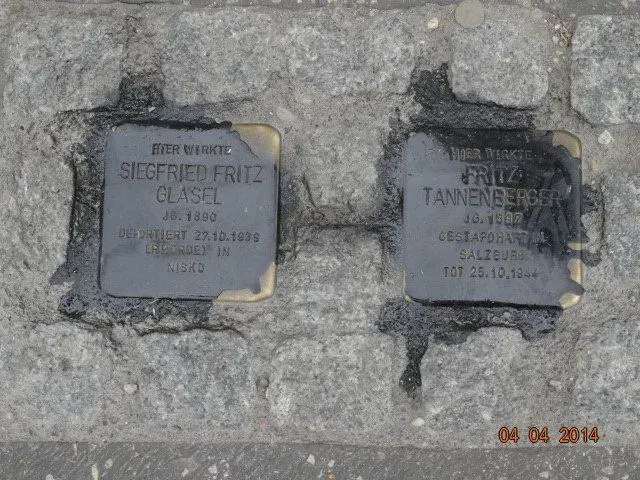 HIER WIRKTE
SIEGFRIED FRITZ
GLASEL
JG. 1890
DEPORTIERT 27.10.1939
ERMORDET IN
NISKO
HIER WIRKTE
FRITZ
TANNENBERGER
JG. 1897
GESTAPOHAFT IN
SALZBURG
TOT 25.10.1944
04 04 2014